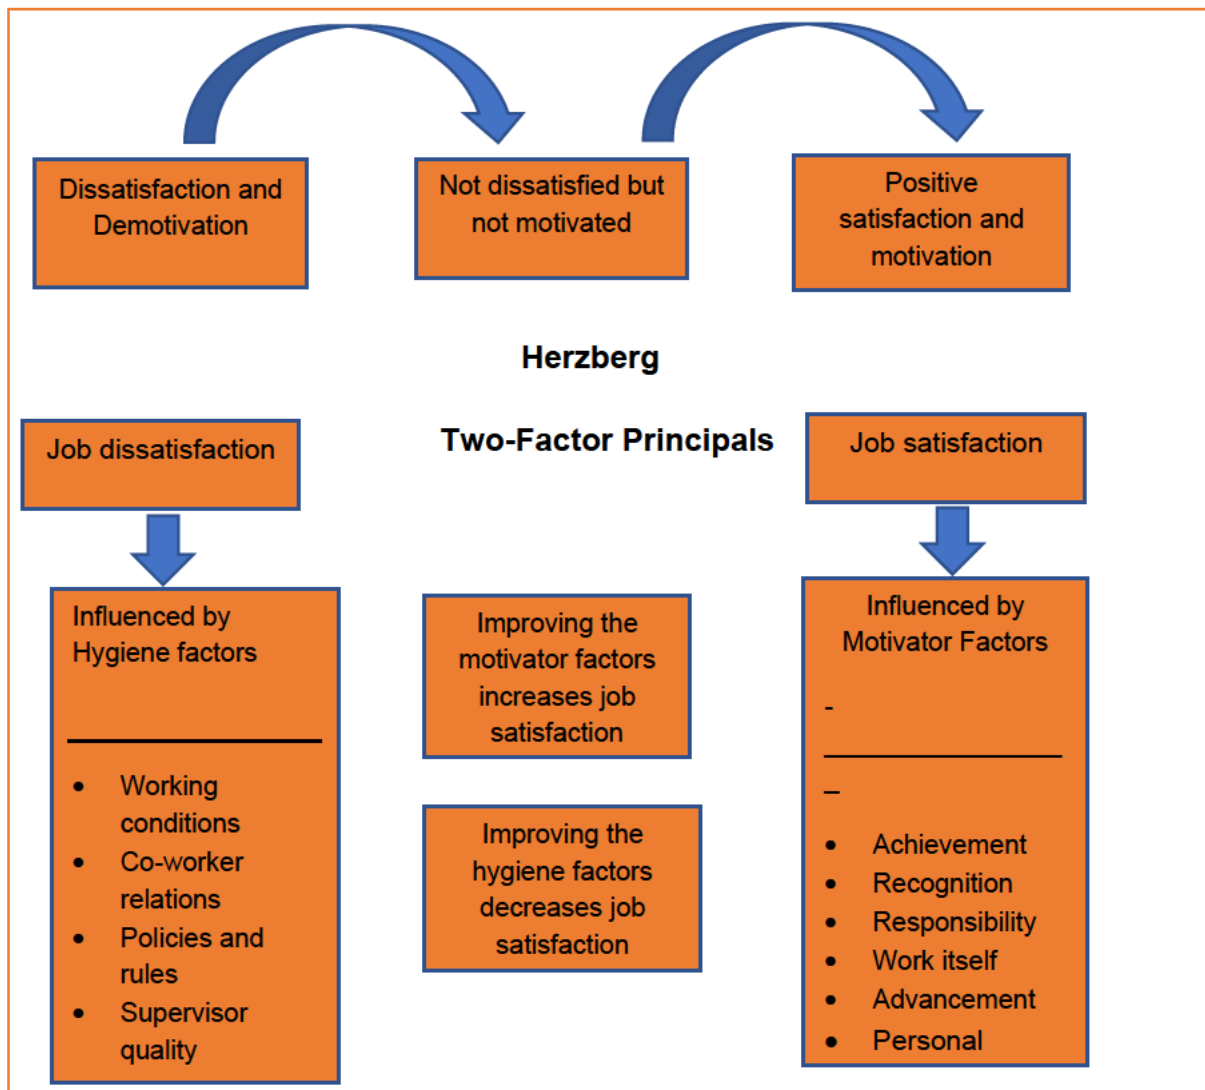 Dissatisfaction and
Demotivation
Not dissatisfied but
not motivated
Positive
satisfaction and
motivation
Herzberg
Two-Factor Principals
Job dissatisfaction
Job satisfaction
Influenced by
Hygiene factors
• Working
conditions
• Co-worker
relations
• Policies and
rules
• Supervisor
quality
Improving the
motivator factors
increases job
satisfaction
Improving the
hygiene factors
decreases job
satisfaction
Influenced by
Motivator Factors
-
–
• Achievement
• Recognition
• Responsibility
• Work itself
• Advancement
• Personal